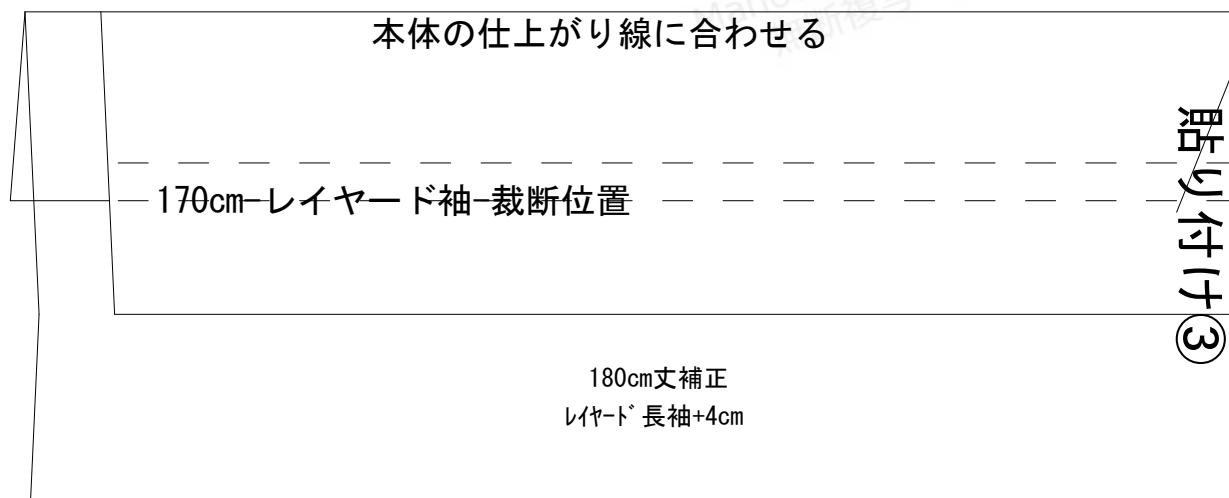 本体の仕上がり線に合わせる
170cm-レイヤード袖-裁断位置
貼り付け③
180cm丈補正
ﾚｲﾔｰﾄﾞ長袖+4cm